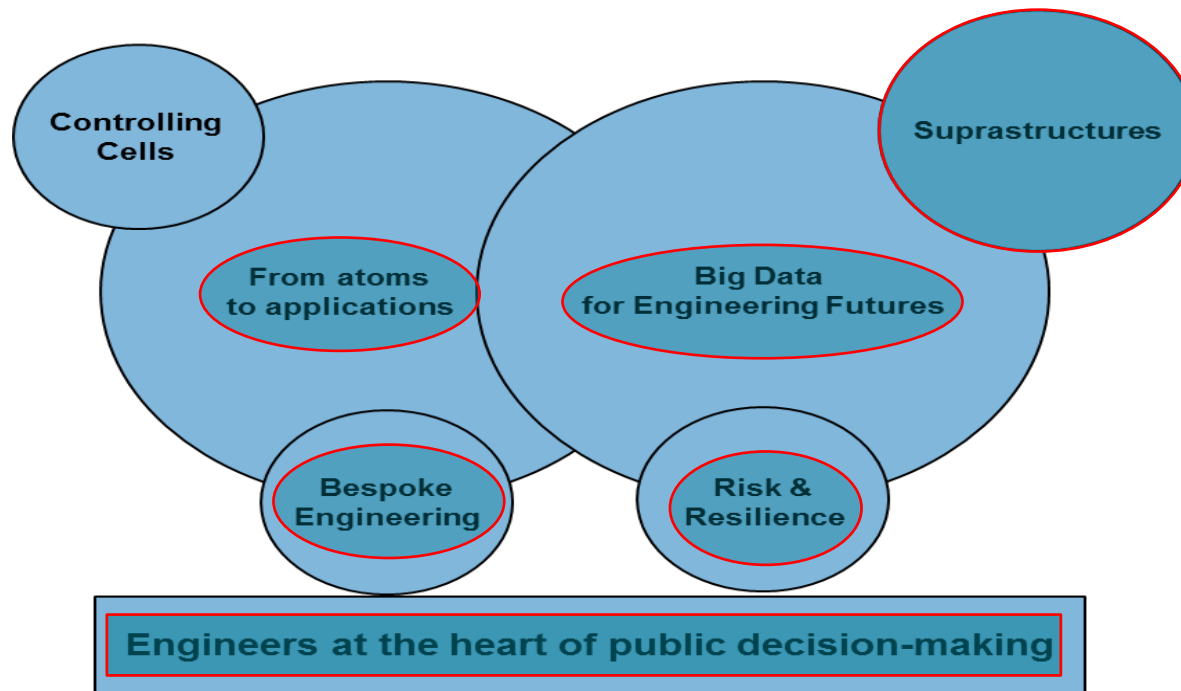 Controlling
Cells
Suprastructures
From atoms
to applications
Big Data
for Engineering Futures
Bespoke
Engineering
Risk &
Resilience
Engineers at the heart of public decision-making